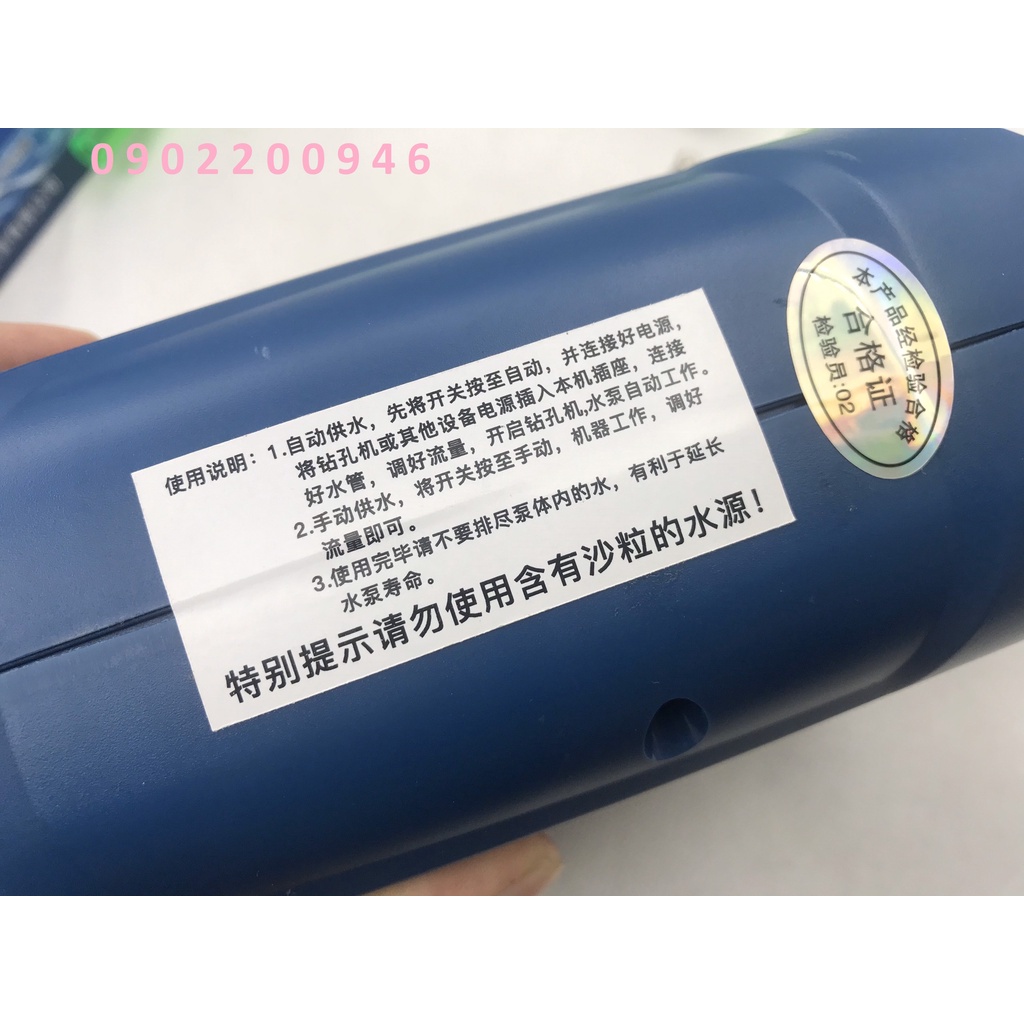 0902200946
使用说明：1.自动供水，先将开关按至自动，并连接好电源，
将钻孔机或其他设备电源插入本机插座，连接
好水管，调好流量，开启钻孔机,水泵自动工作。
2.手动供水，将开关按至手动，机器工作，调好
流量即可。
3.使用完毕请不要排尽泵体内的水，有利于延长
水泵寿命。
特别提示请勿使用含有沙粒的水源！
本产品经检验合格
合格证
检验员:02